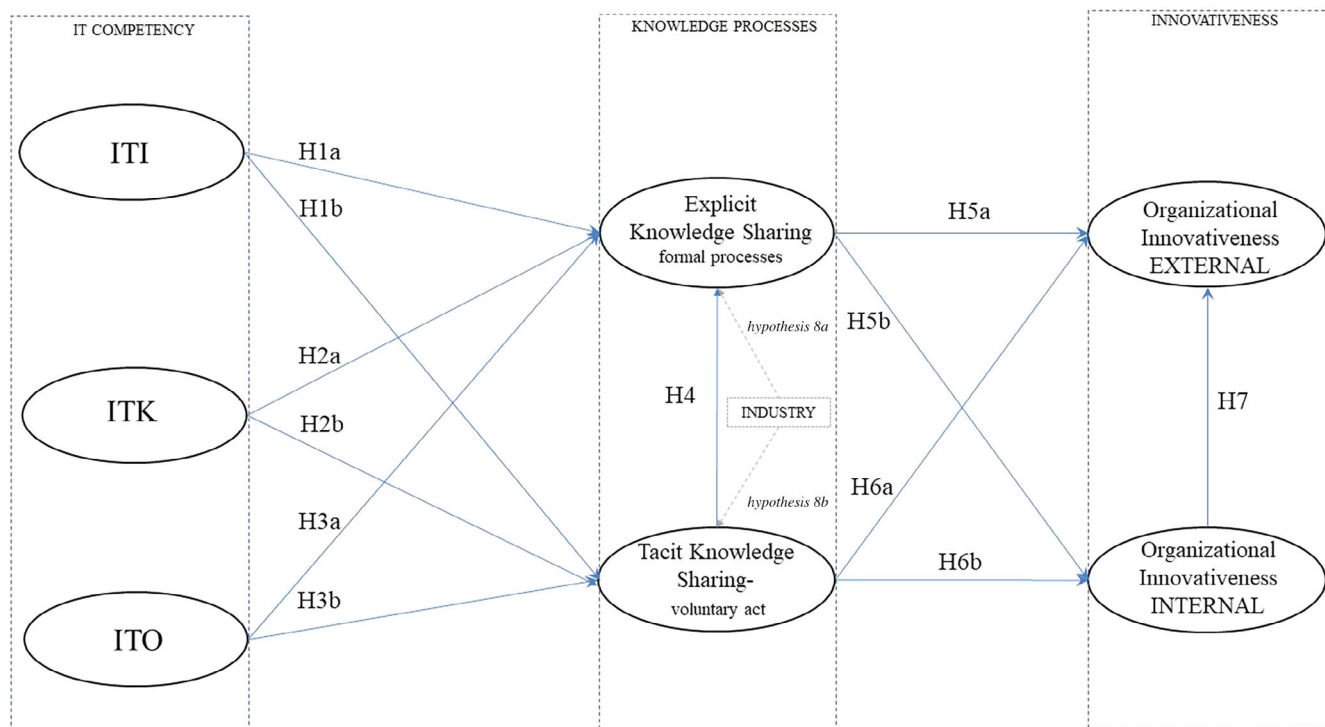 IT COMPETENCY
KNOWLEDGE PROCESSES
INNOVATIVENESS
ITI
H1a
H1b
Explicit
Knowledge Sharing
formal processes
H5a
Organizational
Innovativeness
EXTERNAL
hypothesis 8a
H5b
H2a
ITK
H2b
H4
INDUSTRY
H7
hypothesis 8b
H6a
H3a
H3b
ITO
Tacit Knowledge
Sharing-
voluntary act
H6b
Organizational
Innovativeness
INTERNAL